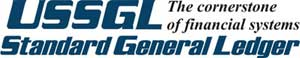 USSGL The cornerstone
of financial systems
Standard General Ledger